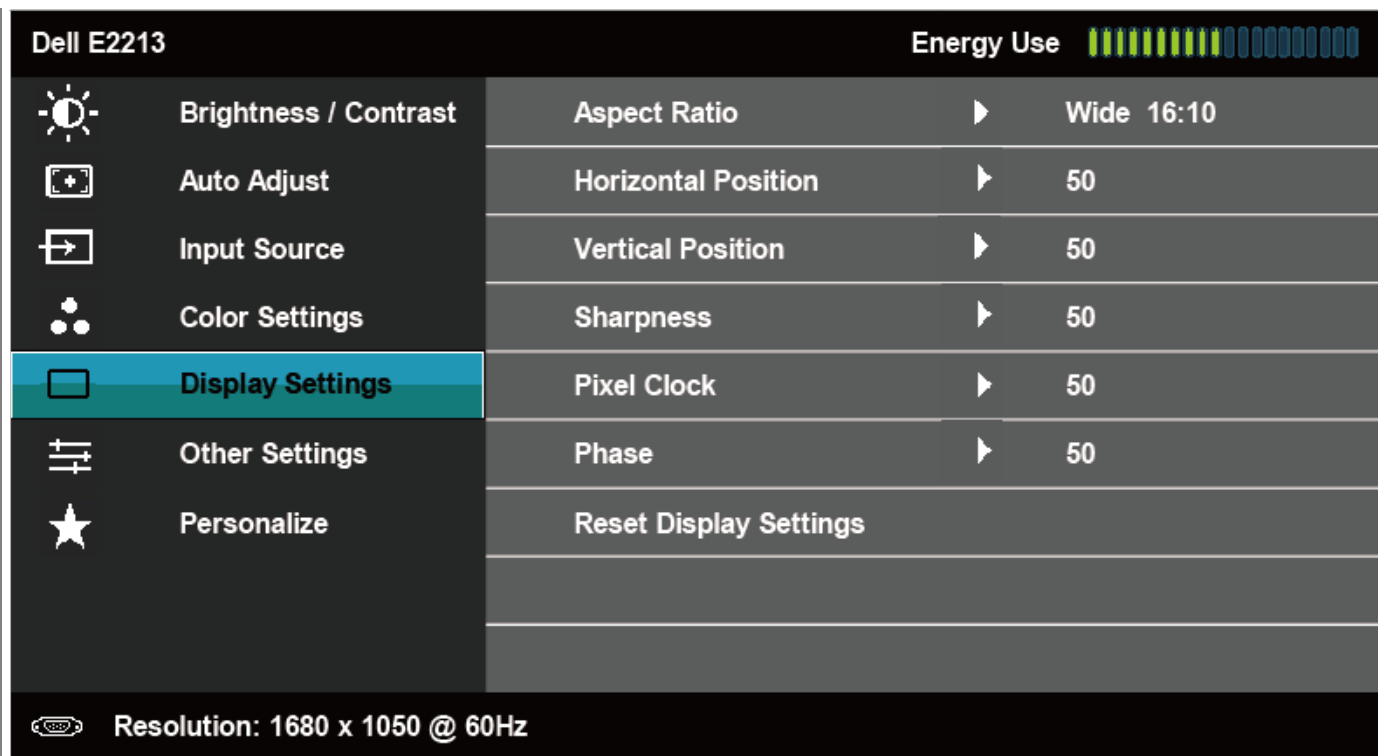 Dell E2213 Energy Use
Brightness / Contrast Aspect Ratio Wide 16:10
Auto Adjust Horizontal Position 50
Input Source Vertical Position 50
Color Settings Sharpness 50
Display Settings Pixel Clock 50
Other Settings Phase 50
Personalize Reset Display Settings
Resolution: 1680 x 1050 @ 60Hz